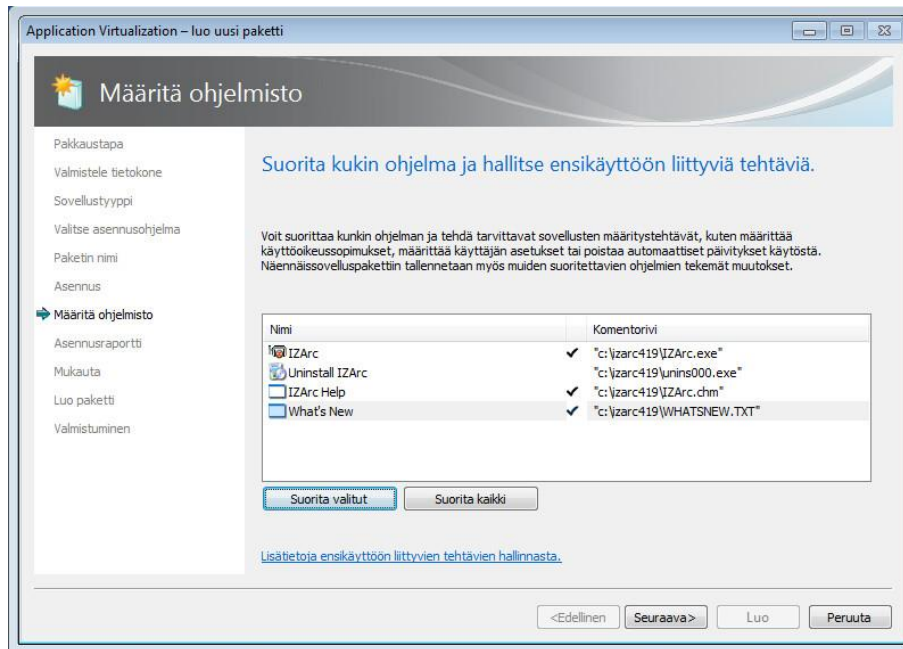 Application Virtualization – luo uusi paketti
Määritä ohjelmisto
Pakkaustapa
Valmistele tietokone
Sovellustyyppi
Valitse asennusohjelma
Paketin nimi
Asennus
Määritä ohjelmisto
Asennusraportti
Mukauta
Luo paketti
Valmistuminen
Suorita kukin ohjelma ja hallitse ensikäyttöön liittyviä tehtäviä.
Voit suorittaa kunkin ohjelman ja tehdä tarvittavat sovellusten määritystehtävät, kuten määrittää
käyttöoikeussopimukset, määrittää käyttäjän asetukset tai poistaa automaattiset päivitykset käytöstä.
Näennäissovelluspakettiin tallennetaan myös muiden suoritettavien ohjelmien tekemät muutokset.
Nimi Komentorivi
IZArc ✔ "c:\izarc419\IZArc.exe"
Uninstall IZArc "c:\izarc419\unins000.exe"
IZArc Help ✔ "c:\izarc419\IZArc.chm"
What's New ✔ "c:\izarc419\WHATSNEW.TXT"
Suorita valitut Suorita kaikki
Lisätietoja ensikäyttöön liittyvien tehtävien hallinnasta.
<Edellinen Seuraava> Luo Peruuta